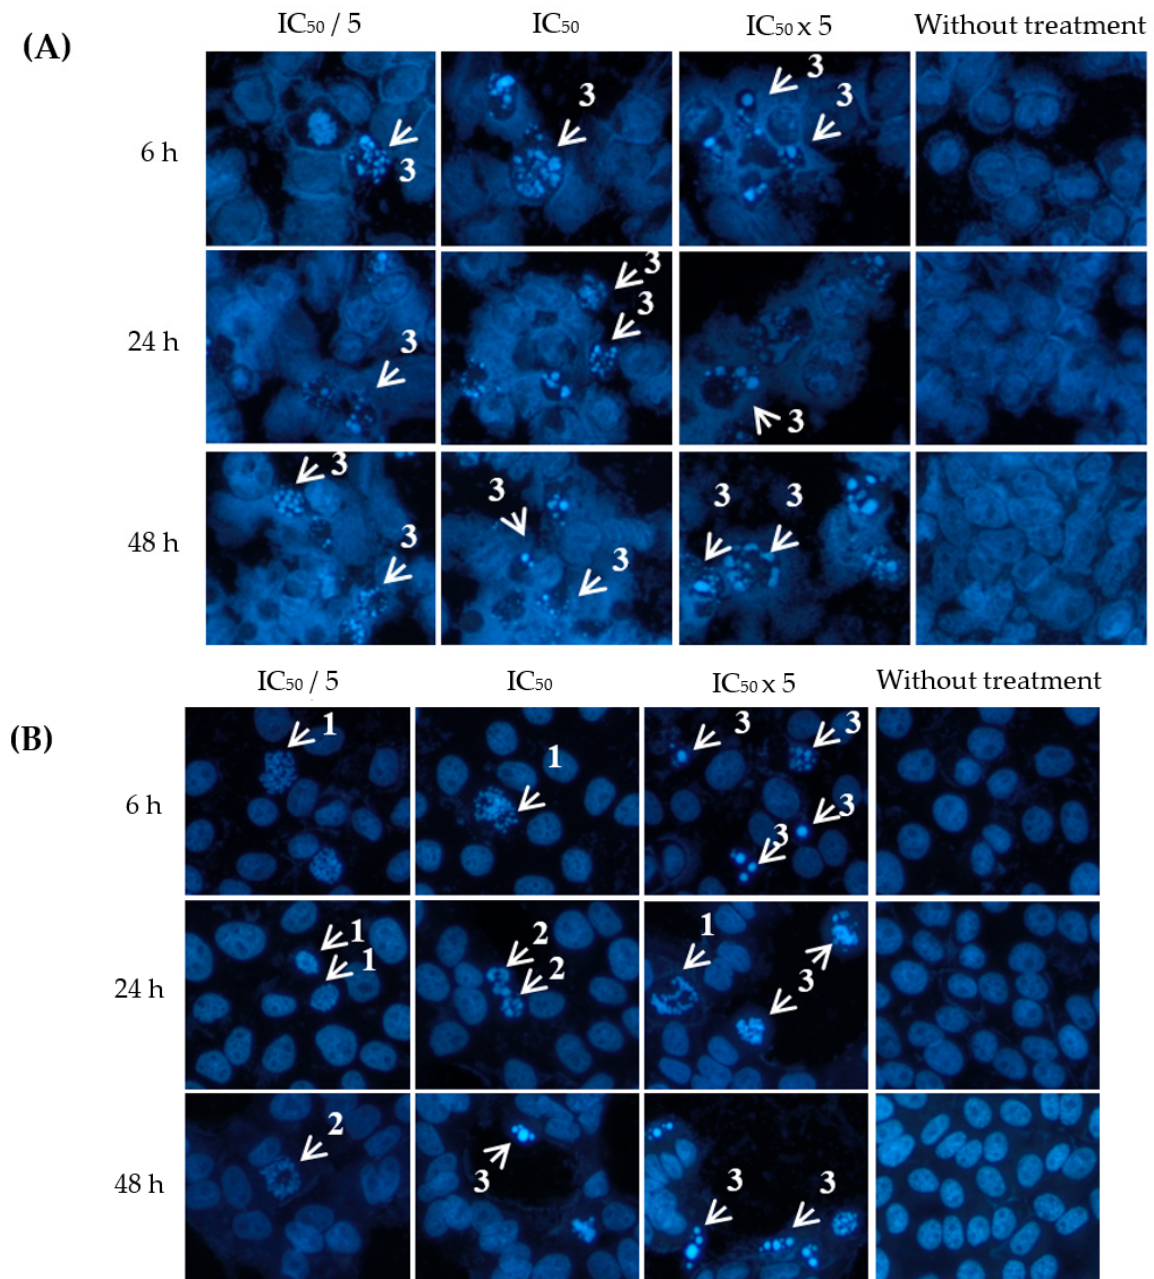 (A)
IC50 / 5 IC50 IC50 x 5 Without treatment
6 h
3 3 3 3
24 h
3 3 3 3 3
48 h
3 3 3 3 3 3
(B)
IC50 / 5 IC50 IC50 x 5 Without treatment
6 h
1 1 3 3 3 3
24 h
1 1 2 2 1 3
48 h
2 3 3 3